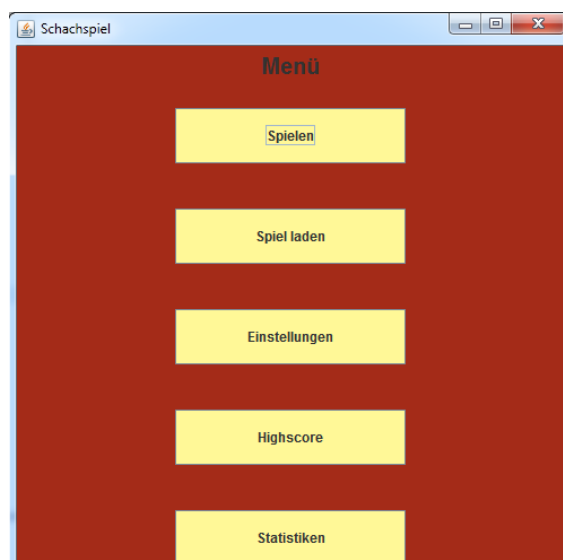 Schachspiel
Menü
Spielen
Spiel laden
Einstellungen
Highscore
Statistiken